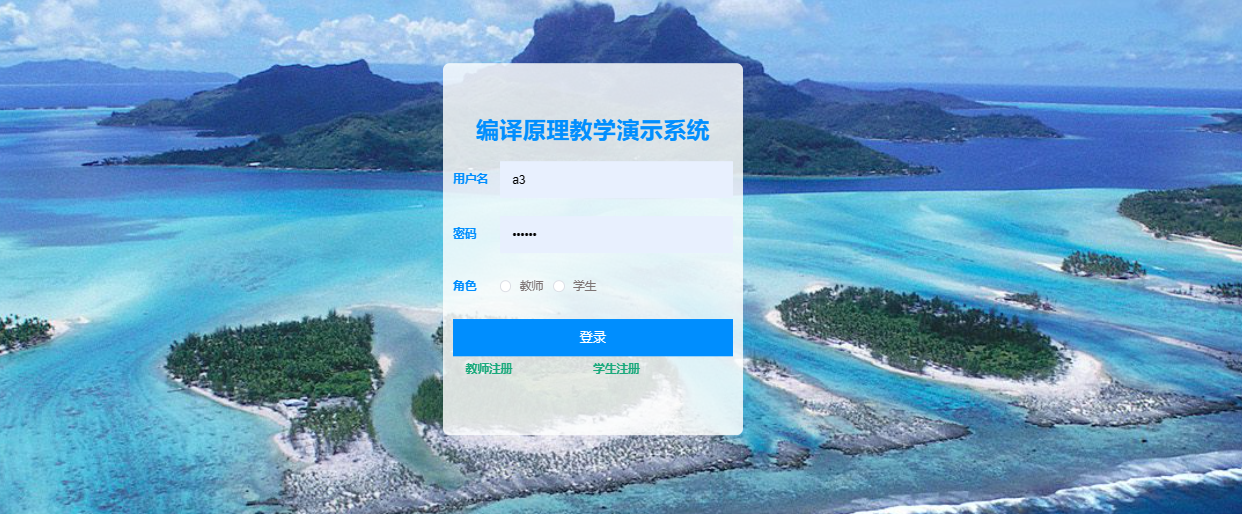 编译原理教学演示系统
用户名 a3
密码 ••••••
角色 教师 学生
登录
教师注册 学生注册